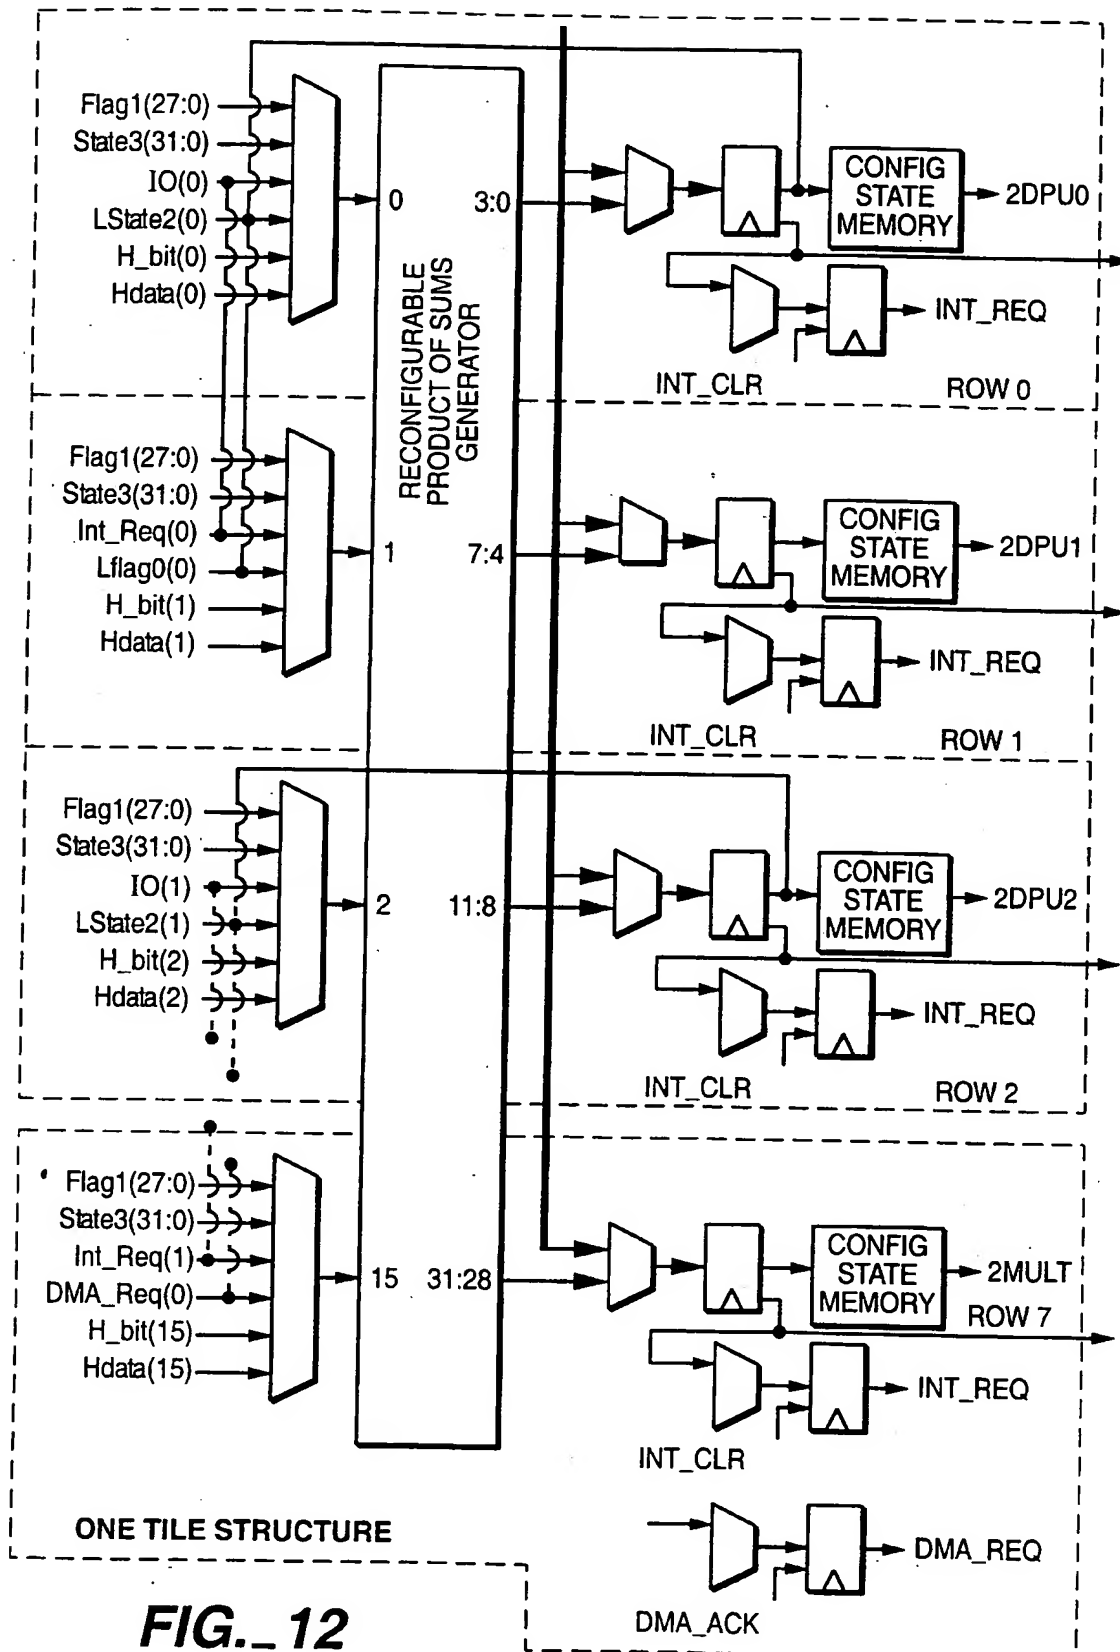 Flag1(27:0)
State3(31:0)
IO(0)
LState2(0)
H_bit(0)
Hdata(0)
0
3:0
RECONFIGURABLE
PRODUCT OF SUMS
GENERATOR
CONFIG
STATE
MEMORY
2DPU0
INT_REQ
INT_CLR
ROW 0
Flag1(27:0)
State3(31:0)
Int_Req(0)
Lflag0(0)
H_bit(1)
Hdata(1)
1
7:4
CONFIG
STATE
MEMORY
2DPU1
INT_REQ
INT_CLR
ROW 1
Flag1(27:0)
State3(31:0)
IO(1)
LState2(1)
H_bit(2)
Hdata(2)
2
11:8
CONFIG
STATE
MEMORY
2DPU2
INT_REQ
INT_CLR
ROW 2
Flag1(27:0)
State3(31:0)
Int_Req(1)
DMA_Req(0)
H_bit(15)
Hdata(15)
15
31:28
CONFIG
STATE
MEMORY
2MULT
ROW 7
INT_REQ
INT_CLR
ONE TILE STRUCTURE
DMA_REQ
DMA_ACK
FIG._12